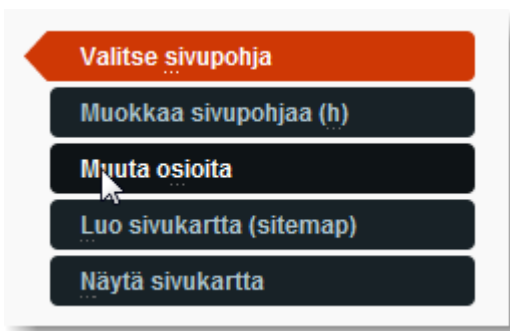 Valitse sivupohja
Muokkaa sivupohjaa (h)
Muuta osioita
Luo sivukartta (sitemap)
Näytä sivukartta